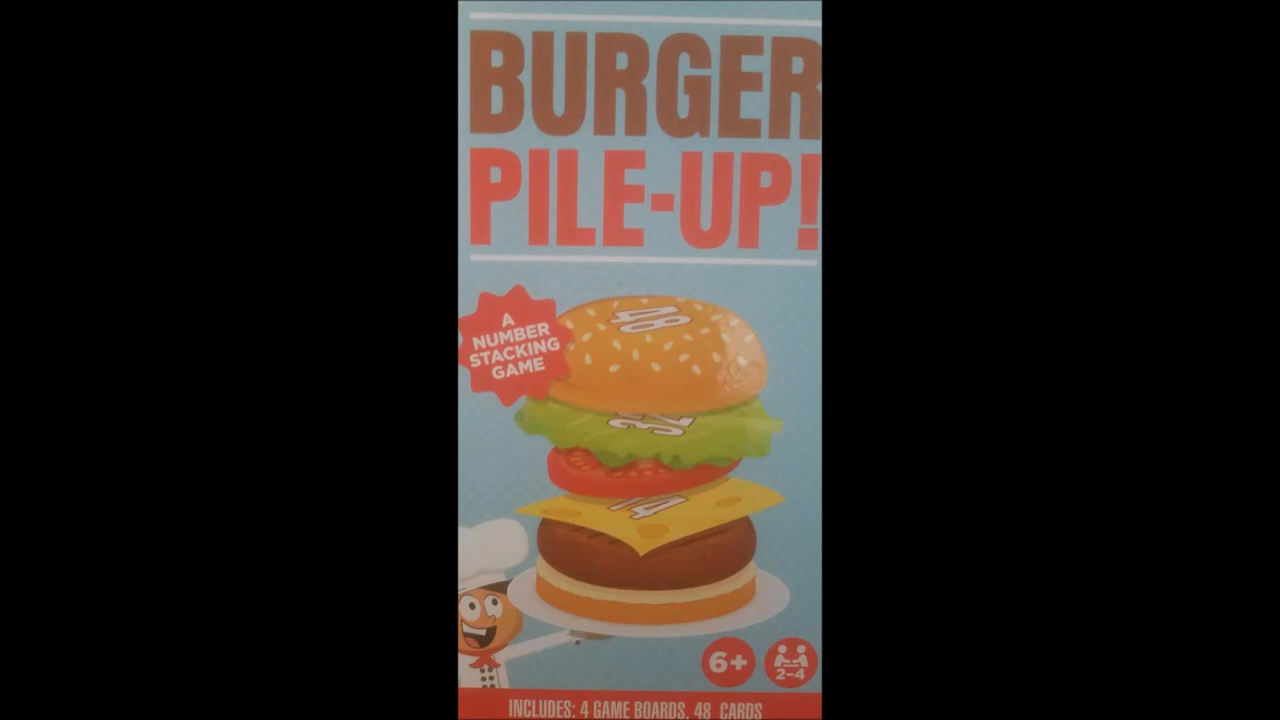 BURGER
PILE-UP!
A
NUMBER
STACKING
GAME
48
32
14
6+
2-4
INCLUDES: 4 GAME BOARDS, 48 CARDS